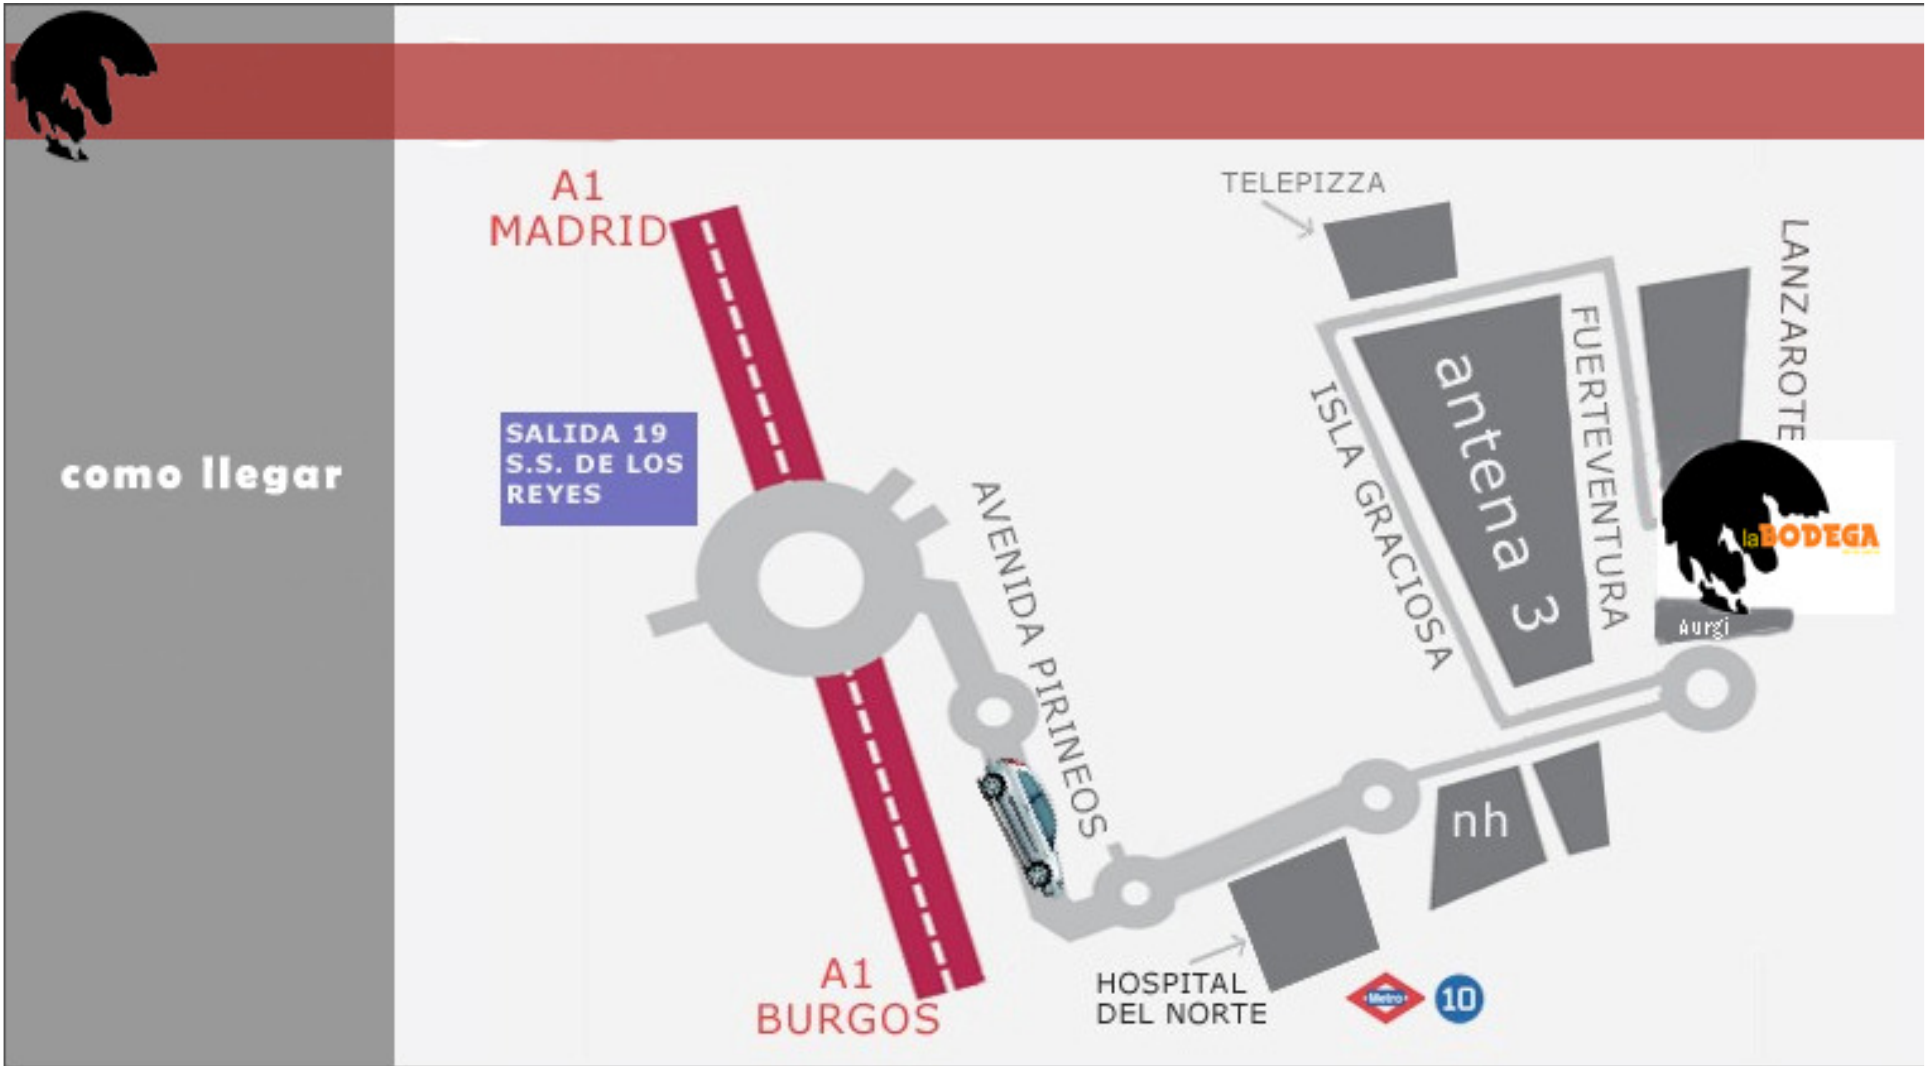 A1
MADRID
TELEPIZZA
LANZAROTE
FUERTEVENTURA
antena 3
ISLA GRACIOSA
SALIDA 19
S.S. DE LOS
REYES
como llegar
AVENIDA PIRINEOS
laBODEGA
Aurgi
nh
A1
BURGOS
HOSPITAL
DEL NORTE
Metro
10